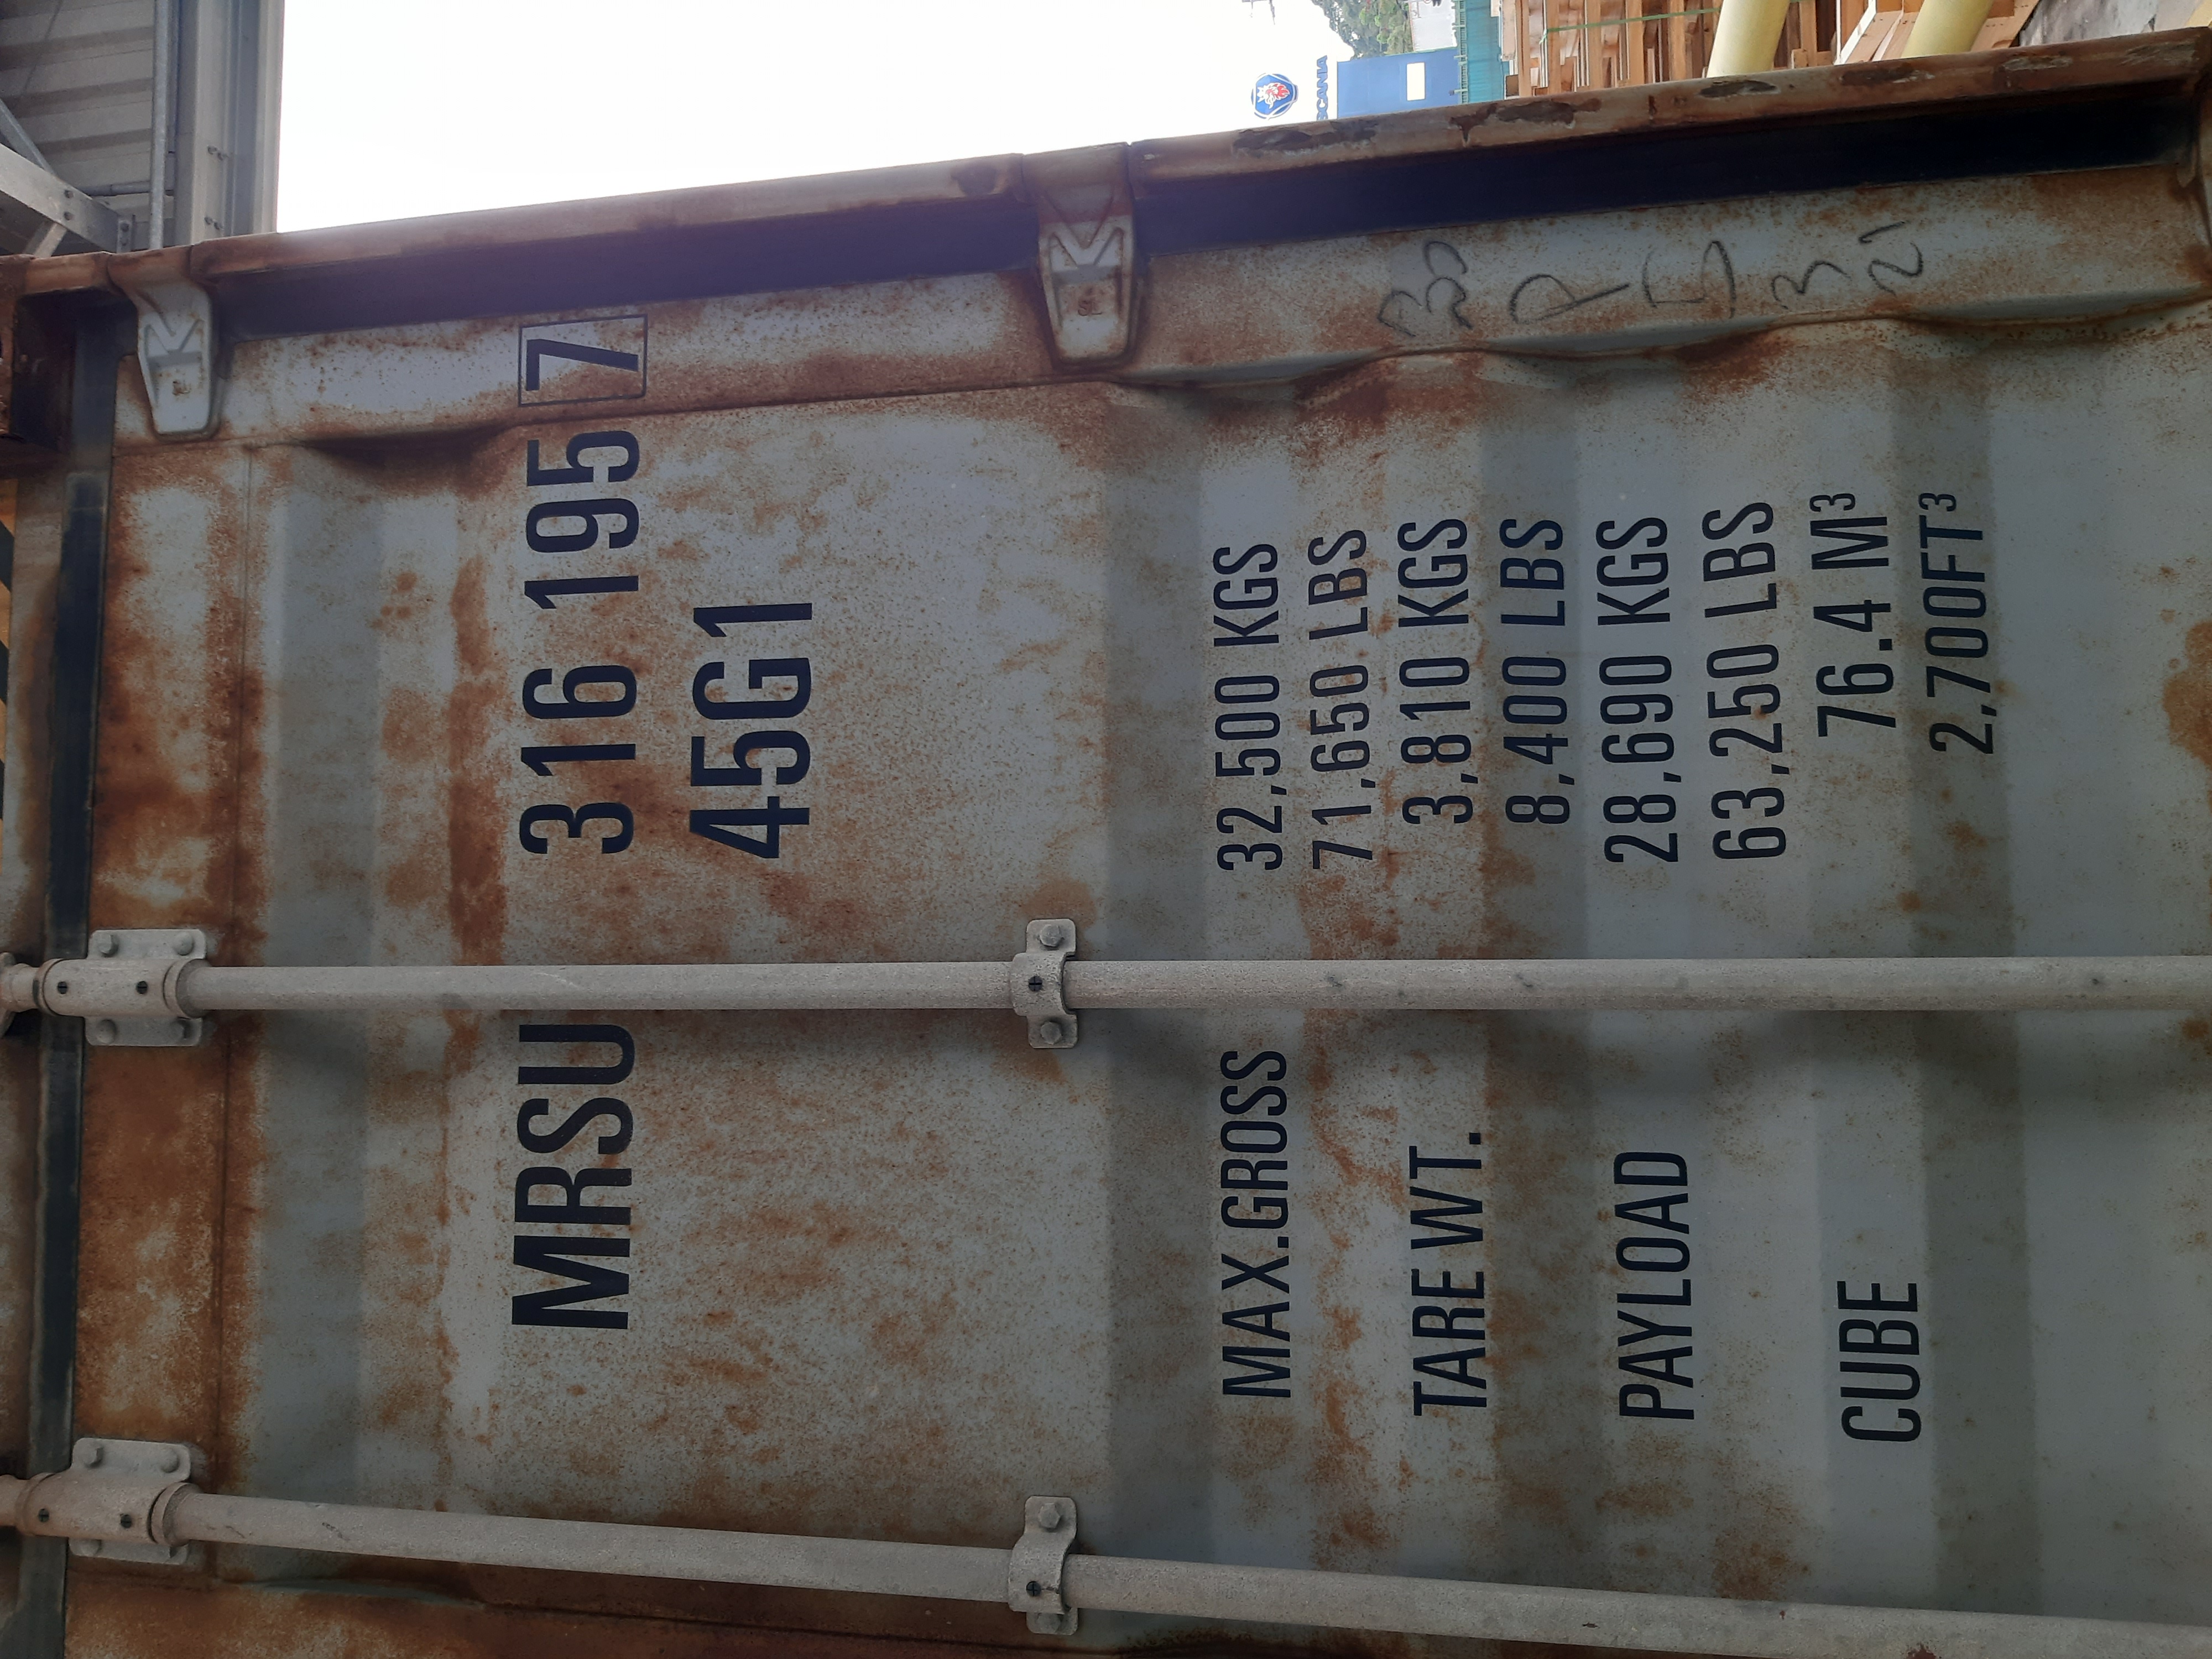 MRSU 316 195 7
45G1
MAX.GROSS 32,500 KGS
71,650 LBS
TARE WT. 3,810 KGS
8,400 LBS
PAYLOAD 28,690 KGS
63,250 LBS
CUBE 76.4 M³
2,700FT³
SCANIA